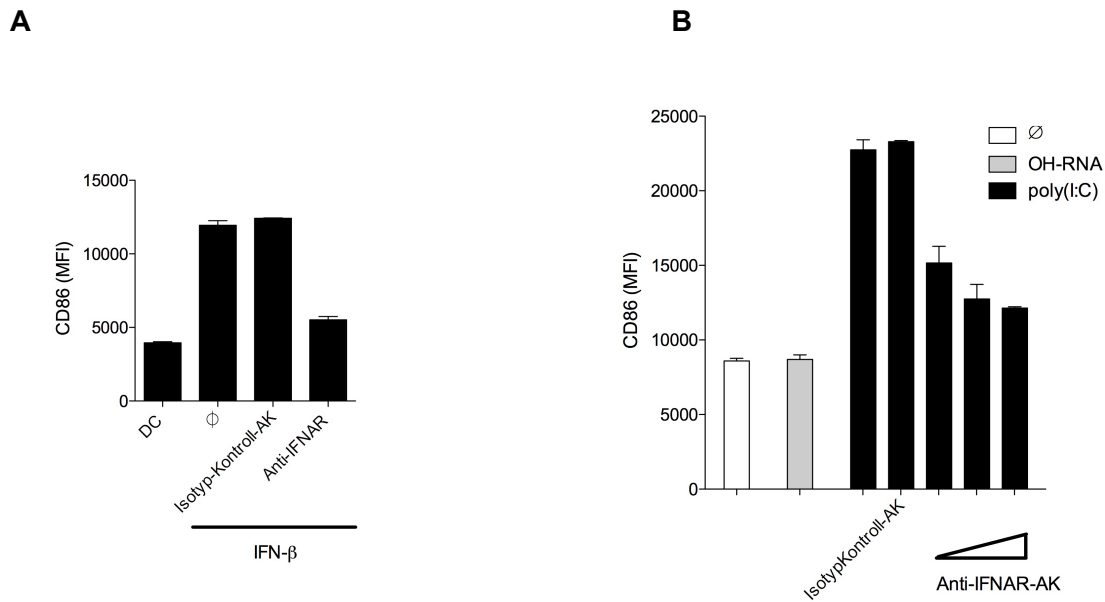 A
CD86 (MFI)
15000
10000
5000
0
DC
Ø
Isotyp-Kontroll-AK
Anti-IFNAR
IFN-β
B
CD86 (MFI)
25000
20000
15000
10000
5000
0
Ø
OH-RNA
poly(I:C)
IsotypKontroll-AK
Anti-IFNAR-AK